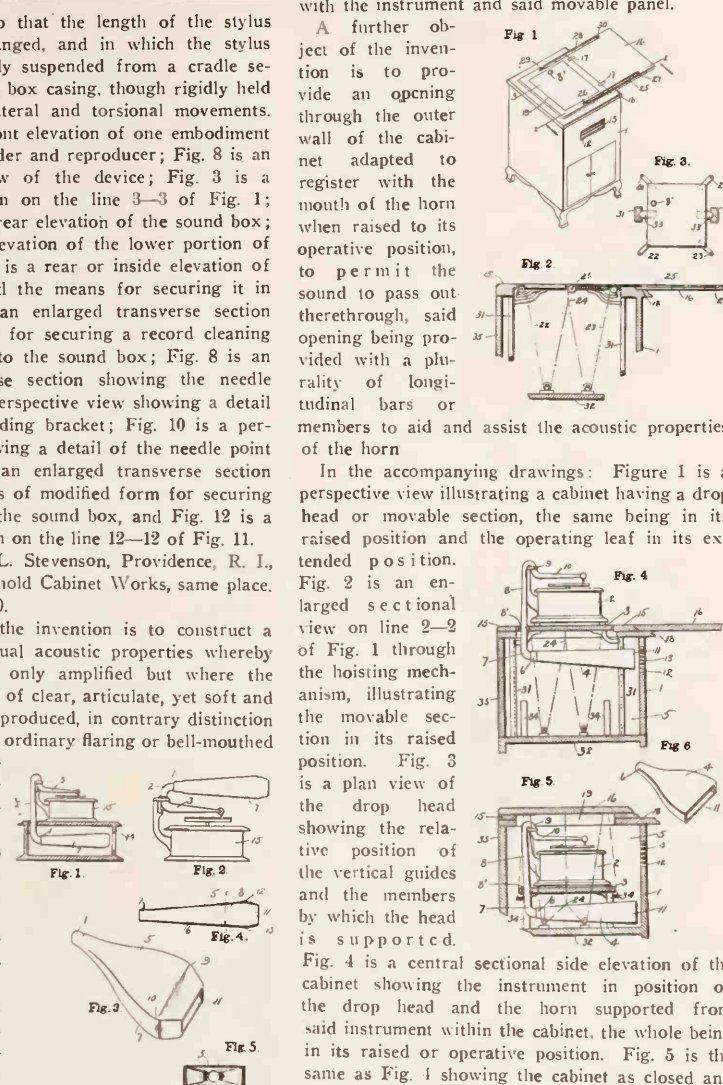 o that the length of the stylus
anged, and in which the stylus
ly suspended from a cradle se-
box casing, though rigidly held
teral and torsional movements.
ont elevation of one embodiment
der and reproducer; Fig. 8 is an
w of the device; Fig. 3 is a
n on the line 3—3 of Fig. 1;
rear elevation of the sound box;
evation of the lower portion of
is a rear or inside elevation of
the means for securing it in
an enlarged transverse section
for securing a record cleaning
to the sound box; Fig. 8 is an
se section showing the needle
erspective view showing a detail
ding bracket; Fig. 10 is a per-
ving a detail of the needle point
an enlarged transverse section
s of modified form for securing
the sound box, and Fig. 12 is a
n on the line 12—12 of Fig. 11.
L. Stevenson, Providence, R. I.,
nold Cabinet Works, same place.
).
the invention is to construct a
ual acoustic properties whereby
only amplified but where the
of clear, articulate, yet soft and
produced, in contrary distinction
ordinary flaring or bell-mouthed
Fig. 1.
Fig. 2.
Fig. 4.
Fig. 3
Fig. 5
with the instrument and said movable panel.
A further ob-
ject of the inven-
tion is to pro-
vide an opening
through the outer
wall of the cabi-
net adapted to
register with the
mouth of the horn
when raised to its
operative position,
to permit the
sound to pass out
therethrough, said
opening being pro-
vided with a plu-
rality of longi-
tudinal bars or
members to aid and assist the acoustic properties
of the horn
Fig 1
Fig. 3.
Fig. 2
In the accompanying drawings: Figure 1 is a
perspective view illustrating a cabinet having a drop
head or movable section, the same being in its
raised position and the operating leaf in its ex-
tended position.
Fig. 2 is an en-
larged sectional
view on line 2—2
of Fig. 1 through
the hoisting mech-
anism, illustrating
the movable sec-
tion in its raised
position. Fig. 3
is a plan view of
the drop head
showing the rela-
tive position of
the vertical guides
and the members
by which the head
is supported.
Fig. 4
Fig 6
Fig. 5.
Fig. 4 is a central sectional side elevation of the
cabinet showing the instrument in position on
the drop head and the horn supported from
said instrument within the cabinet, the whole being
in its raised or operative position. Fig. 5 is the
same as Fig. 4 showing the cabinet as closed an